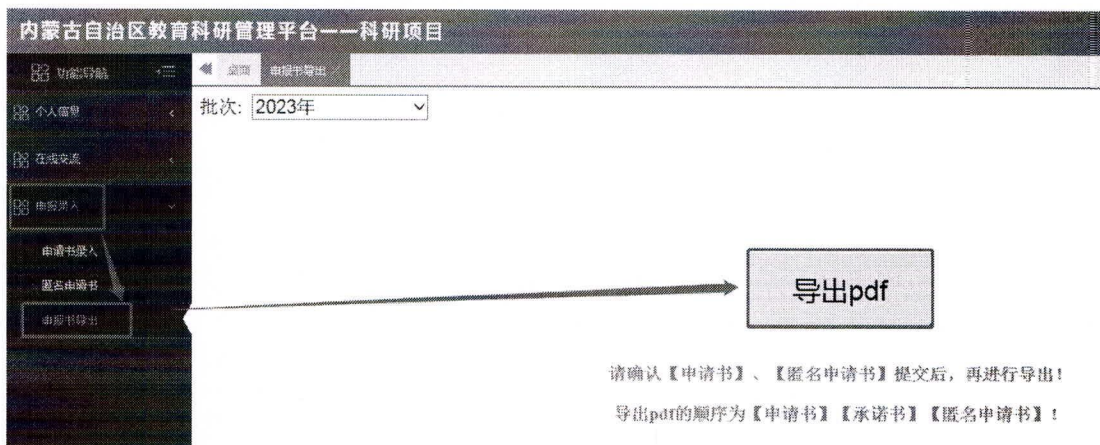 内蒙古自治区教育科研管理平台——科研项目
功能导航
桌面
申报书导出
批次: 2023年
个人信息
在线交流
申报录入
申请书录入
匿名申请书
申报书导出
导出pdf
请确认【申请书】、【匿名申请书】提交后，再进行导出！
导出pdf的顺序为【申请书】【承诺书】【匿名申请书】！